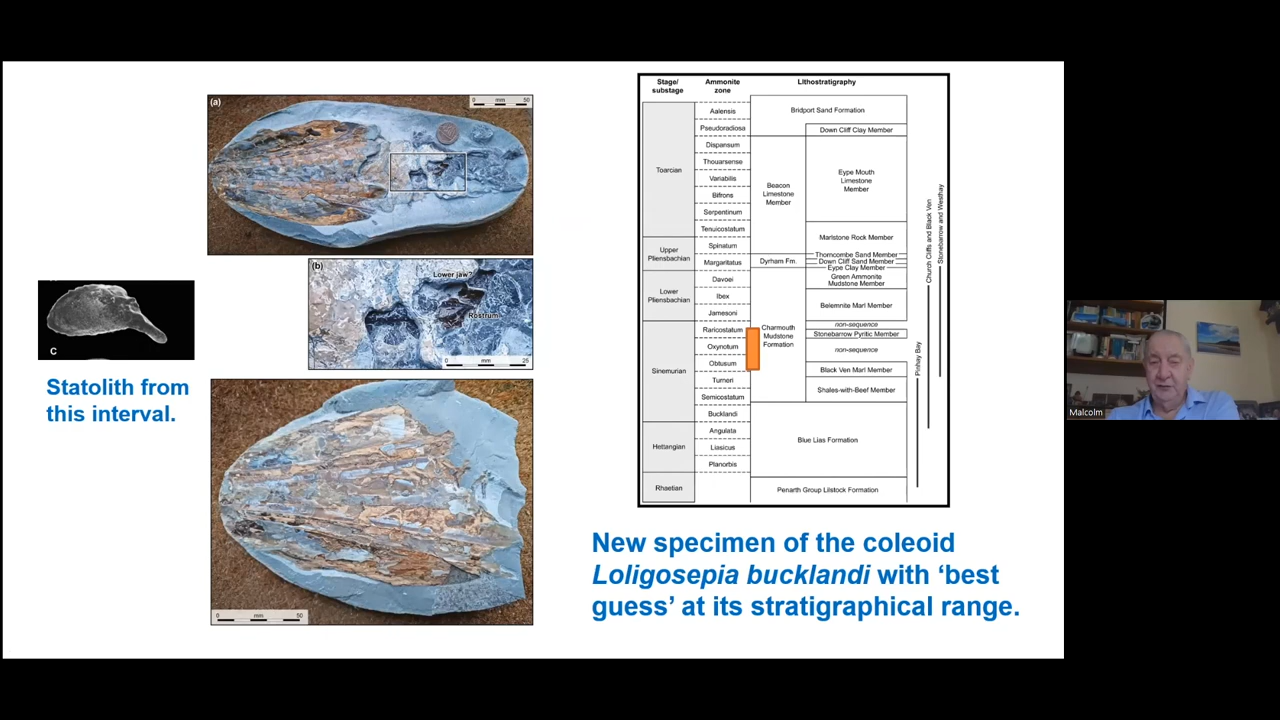 (a)
0 mm 50
(b)
Lower jaw?
Rostrum
0 mm 25
C
Statolith from
this interval.
0 mm 50
Stage/
substage
Ammonite
zone
Lithostratigraphy
Toarcian
Upper
Pliensbachian
Lower
Pliensbachian
Sinemurian
Hettangian
Rhaetian
Aalensis
Pseudoradiosa
Dispansum
Thouarsense
Variabilis
Bifrons
Serpentinum
Tenuicostatum
Spinatum
Margaritatus
Davoei
Ibex
Jamesoni
Raricostatum
Oxynotum
Obtusum
Turneri
Semicostatum
Bucklandi
Angulata
Liasicus
Planorbis
Bridport Sand Formation
Down Cliff Clay Member
Beacon
Limestone
Member
Eype Mouth
Limestone
Member
Marlstone Rock Member
Dyrham Fm.
Thorncombe Sand Member
Down Cliff Sand Member
Eype Clay Member
Green Ammonite
Mudstone Member
Belemnite Marl Member
Charmouth
Mudstone
Formation
non-sequence
Stonebarrow Pyritic Member
non-sequence
Black Ven Marl Member
Shales-with-Beef Member
Blue Lias Formation
Penarth Group Lilstock Formation
Pinhay Bay
Church Cliffs and Black Ven
Stonebarrow and Westhay
New specimen of the coleoid
Loligosepia bucklandi with ‘best
guess’ at its stratigraphical range.
Malcolm